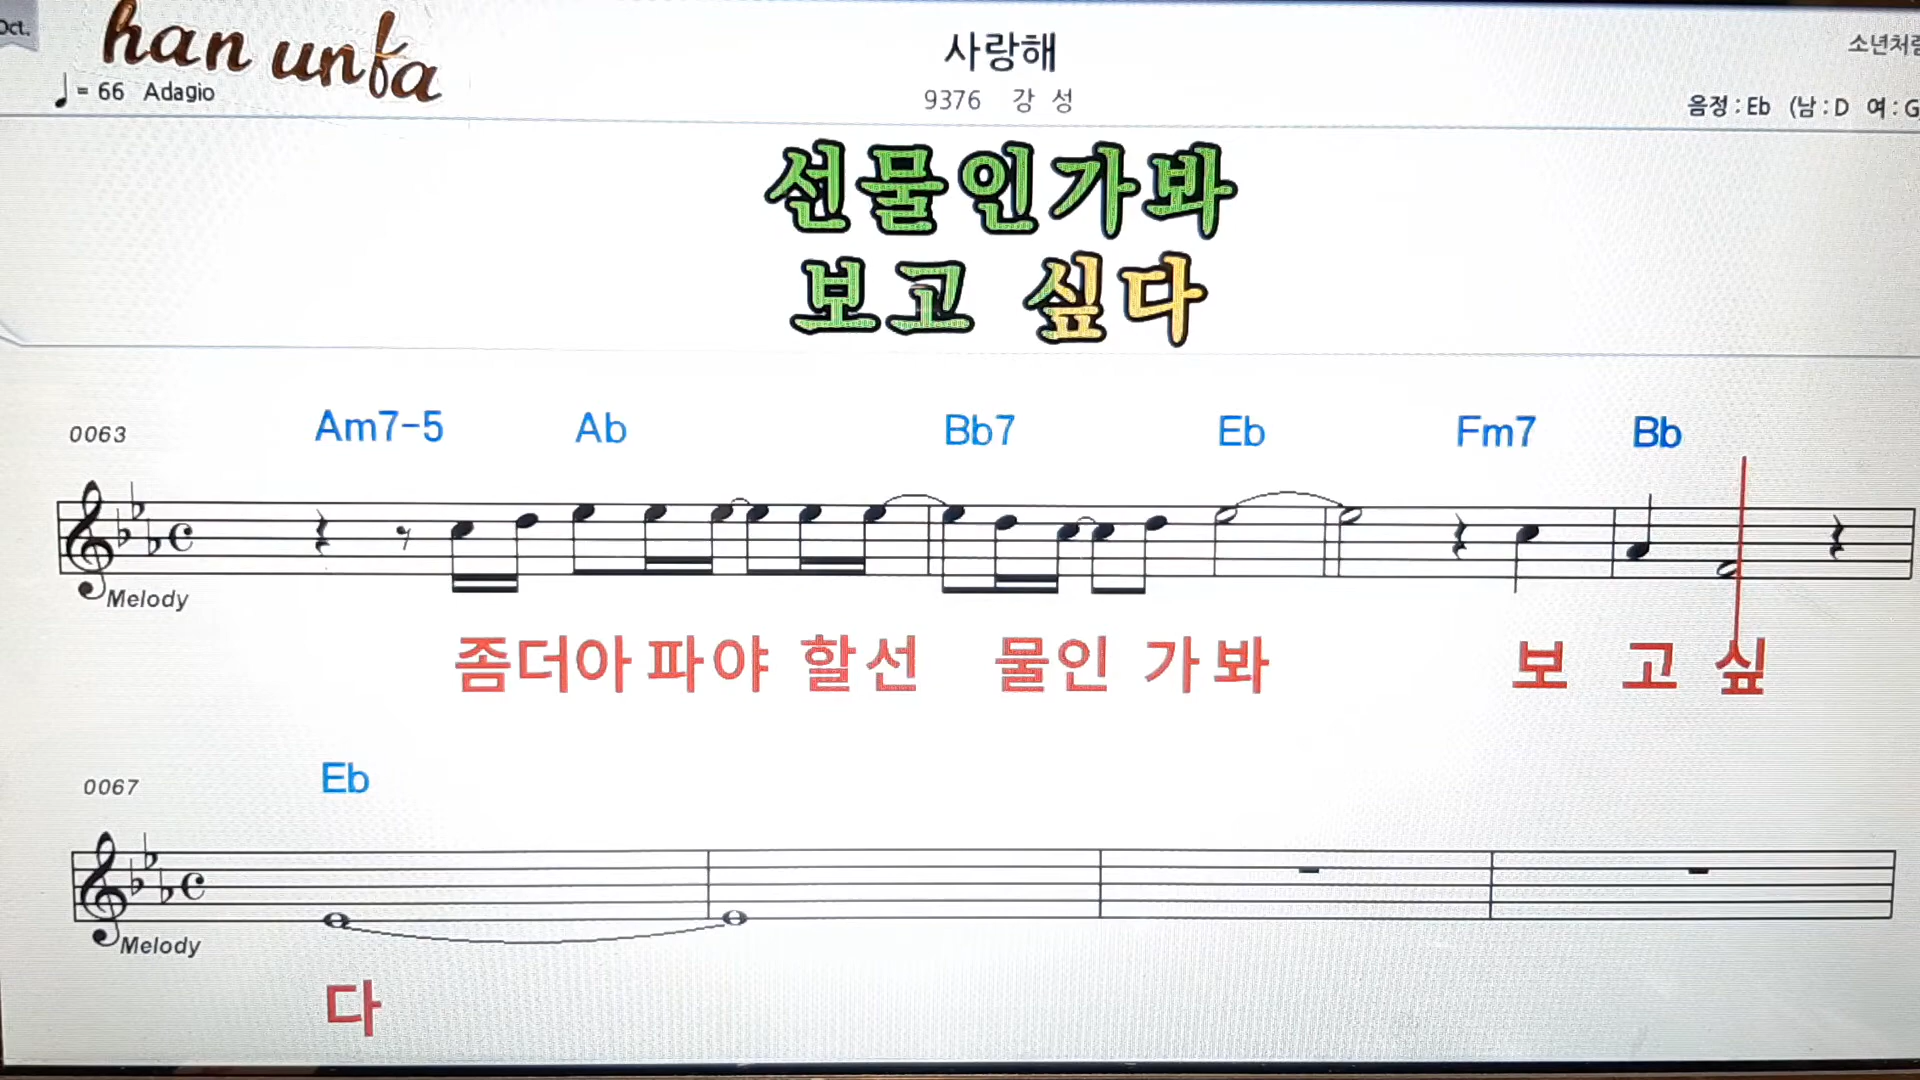 Oct.
han unfa
= 66 Adagio
사랑해
9376 강 성
소년처럼
음정 : Eb (남 : D 여 : G
선물인가봐
보고 싶다
0063
Am7-5 Ab Bb7 Eb Fm7 Bb
Melody
좀더아 파야 할선 물인 가봐 보 고 싶
0067
Eb
Melody
다